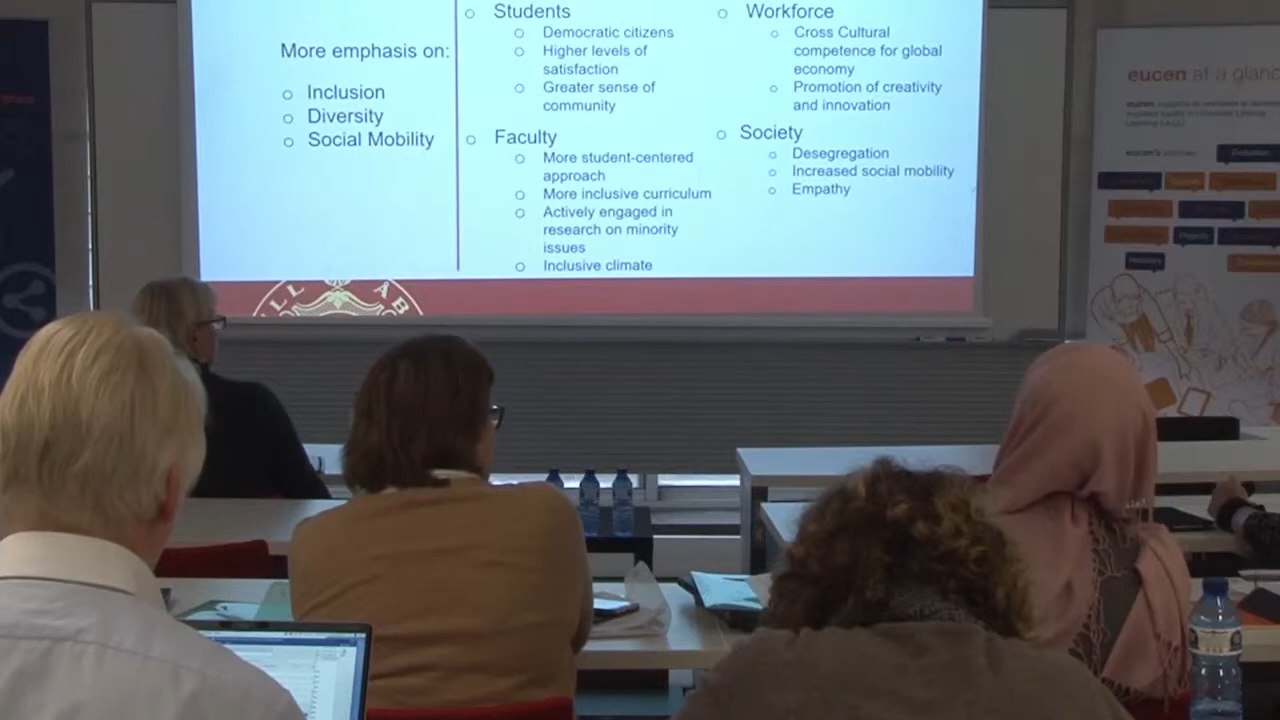 More emphasis on:
Inclusion
Diversity
Social Mobility
Students
Democratic citizens
Higher levels of
satisfaction
Greater sense of
community
Faculty
More student-centered
approach
More inclusive curriculum
Actively engaged in
research on minority
issues
Inclusive climate
Workforce
Cross Cultural
competence for global
economy
Promotion of creativity
and innovation
Society
Desegregation
Increased social mobility
Empathy
eucen at a glanc
Projects